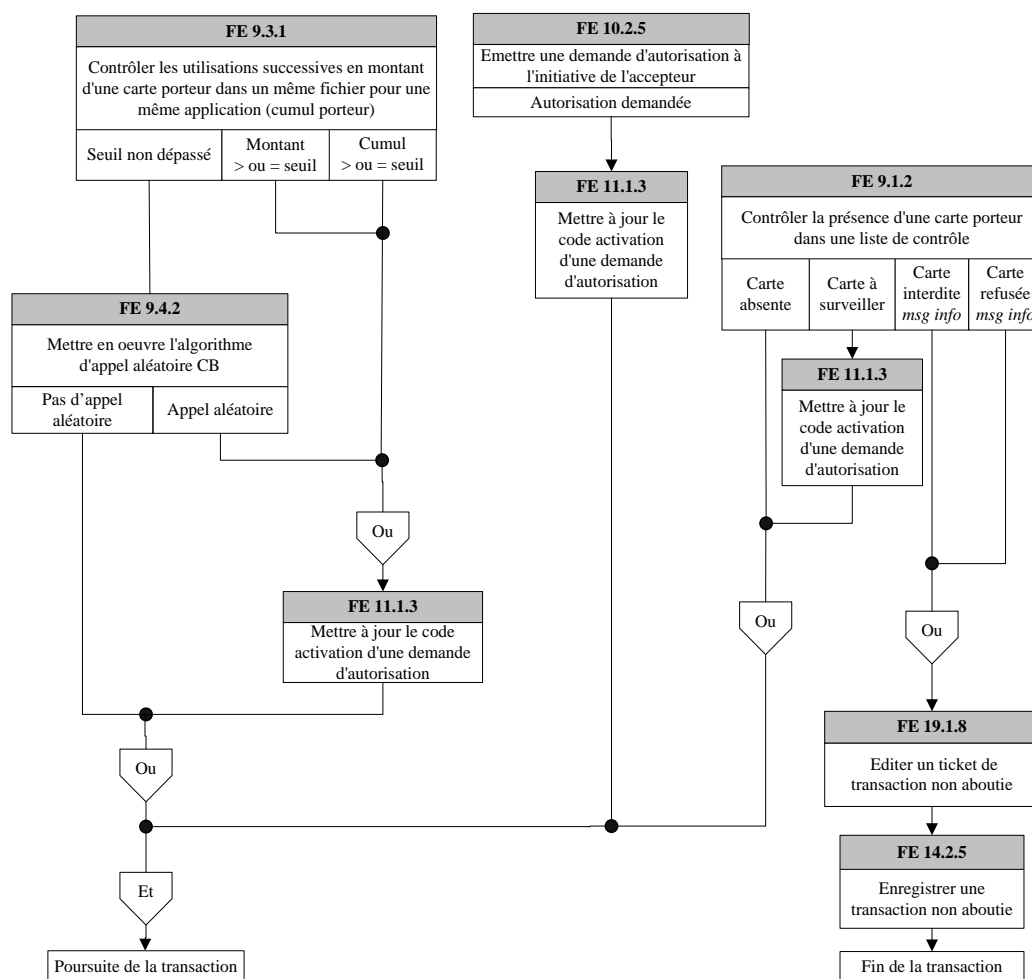 FE 9.3.1
Contrôler les utilisations successives en montant
d'une carte porteur dans un même fichier pour une
même application (cumul porteur)
Seuil non dépassé
Montant
> ou = seuil
Cumul
> ou = seuil
FE 10.2.5
Emettre une demande d'autorisation à
l'initiative de l'accepteur
Autorisation demandée
FE 11.1.3
Mettre à jour le
code activation
d'une demande
d'autorisation
FE 9.1.2
Contrôler la présence d'une carte porteur
dans une liste de contrôle
Carte
absente
Carte à
surveiller
Carte
interdite
msg info
Carte
refusée
msg info
FE 9.4.2
Mettre en oeuvre l'algorithme
d'appel aléatoire CB
Pas d’appel
aléatoire
Appel aléatoire
FE 11.1.3
Mettre à jour le
code activation
d'une demande
d'autorisation
Ou
FE 11.1.3
Mettre à jour le code
activation d'une demande
d'autorisation
Ou
Ou
FE 19.1.8
Editer un ticket de
transaction non aboutie
Ou
FE 14.2.5
Enregistrer une
transaction non aboutie
Et
Poursuite de la transaction
Fin de la transaction